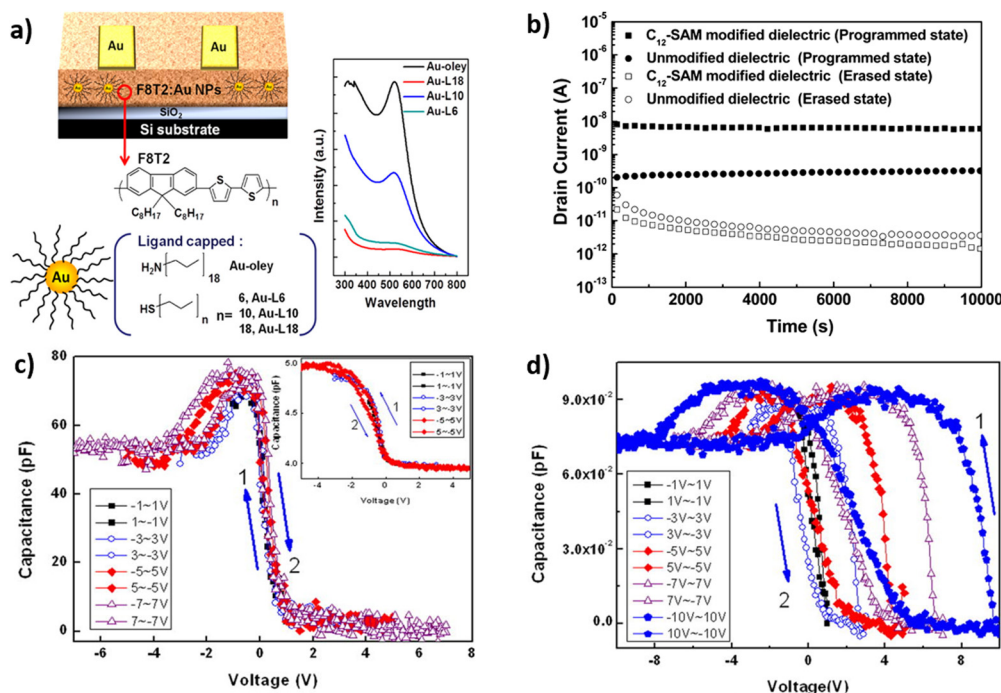 a)
Au
Au
F8T2:Au NPs
SiO2
Si substrate
F8T2
S
S
n
C8H17
C8H17
Au
Ligand capped :
H2N
18
Au-oley
HS
n
n=
6, Au-L6
10, Au-L10
18, Au-L18
Intensity (a.u.)
Au-oley
Au-L18
Au-L10
Au-L6
300 400 500 600 700 800
Wavelength
b)
Drain Current (A)
10-5
10-6
10-7
10-8
10-9
10-10
10-11
10-12
10-13
C12-SAM modified dielectric (Programmed state)
Unmodified dielectric (Programmed state)
C12-SAM modified dielectric (Erased state)
Unmodified dielectric (Erased state)
0 2000 4000 6000 8000 10000
Time (s)
c)
Capacitance (pF)
80
60
40
20
0
-1~1V
1~-1V
-3~3V
3~-3V
-5~5V
5~-5V
-7~7V
7~-7V
1
2
-6 -4 -2 0 2 4 6
Voltage (V)
Capacitance (pF)
5.0
4.5
4.0
-1~1V
1~-1V
-3~3V
3~-3V
-5~5V
5~-5V
1
2
-4 -2 0 2 4
Voltage (V)
d)
Capacitance (pF)
9.0x10-2
6.0x10-2
3.0x10-2
0.0
-1V~1V
1V~-1V
-3V~3V
3V~-3V
-5V~5V
5V~-5V
-7V~7V
7V~-7V
-10V~10V
10V~-10V
1
2
-8 -4 0 4 8
Voltage(V)